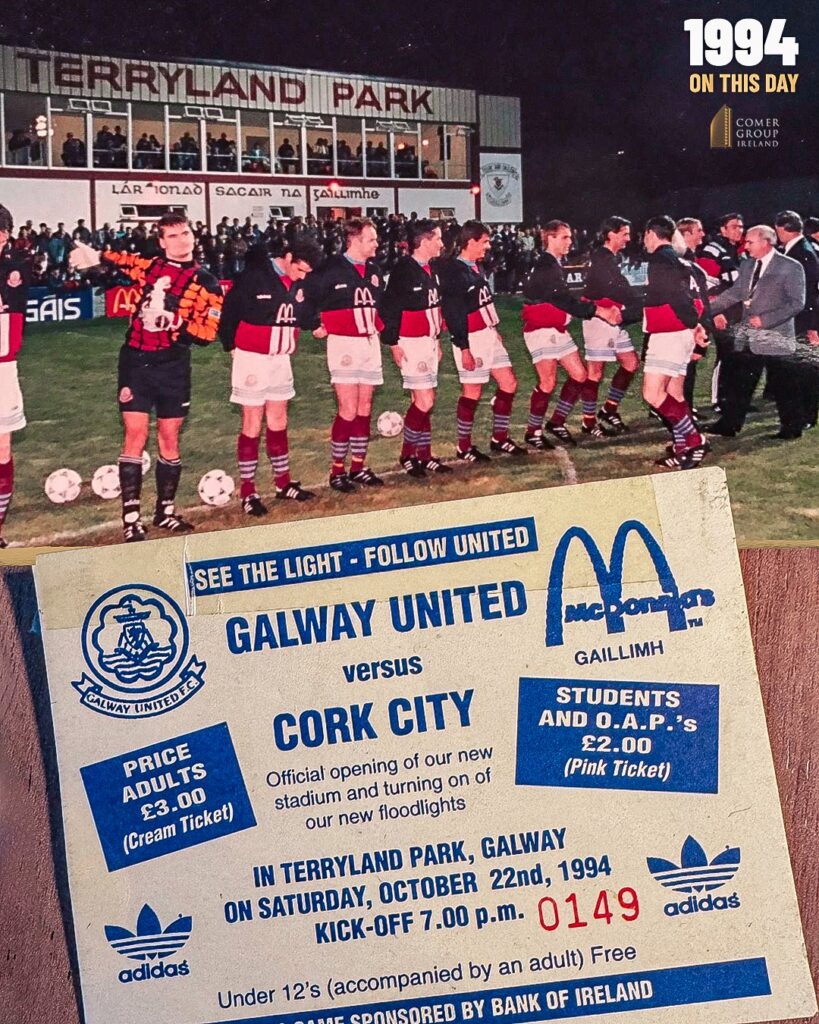 1994
ON THIS DAY
COMER
GROUP
IRELAND
TERRYLAND PARK
LÁR IONAD SACAIR NA GAILLIMHE
GÁIS
SEE THE LIGHT - FOLLOW UNITED
GALWAY UNITED
versus
CORK CITY
GALWAY UNITED F.C.
McDonald's
TM
GAILLIMH
PRICE
ADULTS
£3.00
(Cream Ticket)
Official opening of our new
stadium and turning on of
our new floodlights
STUDENTS
AND O.A.P.'s
£2.00
(Pink Ticket)
IN TERRYLAND PARK, GALWAY
ON SATURDAY, OCTOBER 22nd, 1994
KICK-OFF 7.00 p.m.
0149
adidas
adidas
Under 12's (accompanied by an adult) Free
GAME SPONSORED BY BANK OF IRELAND